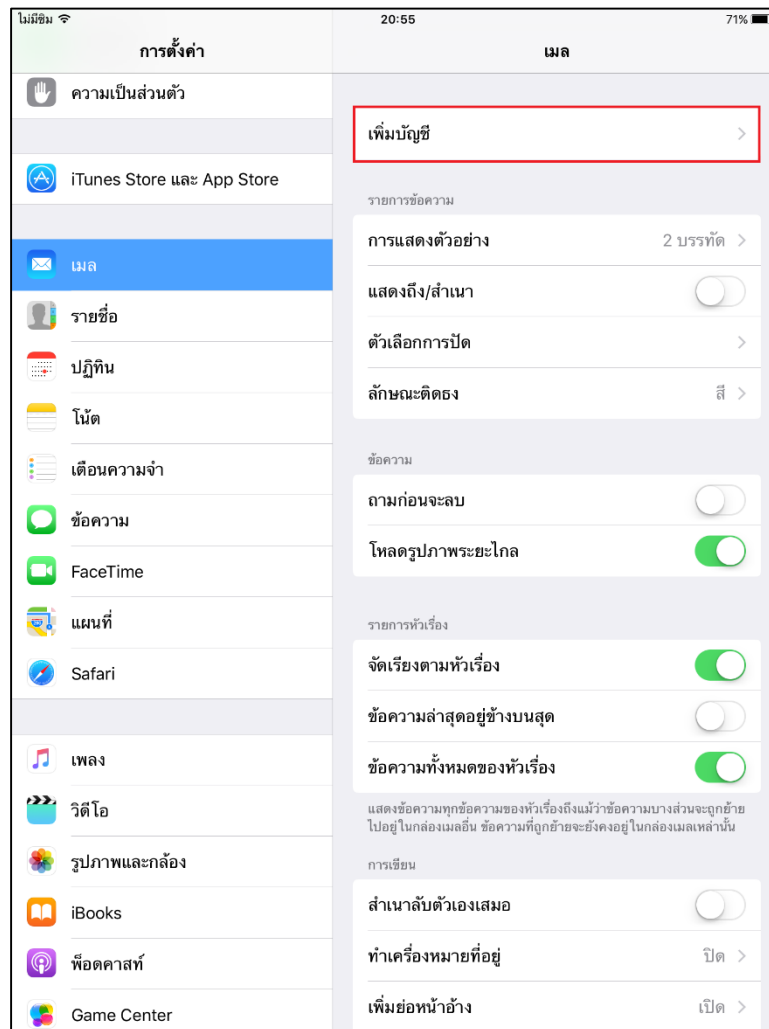 ไม่มีซิม
20:55
71%
การตั้งค่า
ความเป็นส่วนตัว
iTunes Store และ App Store
เมล
รายชื่อ
ปฏิทิน
โน้ต
เตือนความจำ
ข้อความ
FaceTime
แผนที่
Safari
เพลง
วิดีโอ
รูปภาพและกล้อง
iBooks
พ็อดคาสท์
Game Center
เมล
เพิ่มบัญชี
รายการข้อความ
การแสดงตัวอย่าง 2 บรรทัด
แสดงถึง/สำเนา
ตัวเลือกการปัด
ลักษณะติดธง สี
ข้อความ
ถามก่อนจะลบ
โหลดรูปภาพระยะไกล
รายการหัวเรื่อง
จัดเรียงตามหัวเรื่อง
ข้อความล่าสุดอยู่ข้างบนสุด
ข้อความทั้งหมดของหัวเรื่อง
แสดงข้อความทุกข้อความของหัวเรื่องถึงแม้ว่าข้อความบางส่วนจะถูกย้าย
ไปอยู่ในกล่องเมลอื่น ข้อความที่ถูกย้ายจะยังคงอยู่ในกล่องเมลเหล่านั้น
การเขียน
สำเนาลับตัวเองเสมอ
ทำเครื่องหมายที่อยู่ ปิด
เพิ่มย่อหน้าอ้าง เปิด